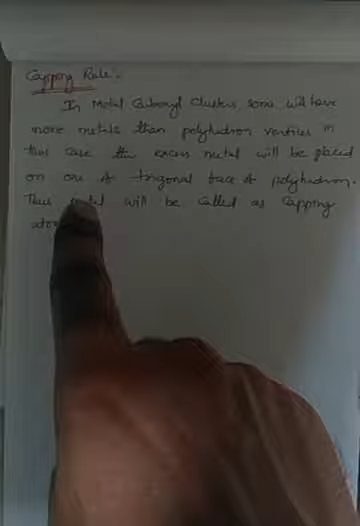 Capping Rule:-
In Metal Carbonyl Clusters some will have
more metals than polyhedron vertices in
this case the excess metal will be placed
on one of trigonal face of polyhedron.
This metal will be called as Capping
atom